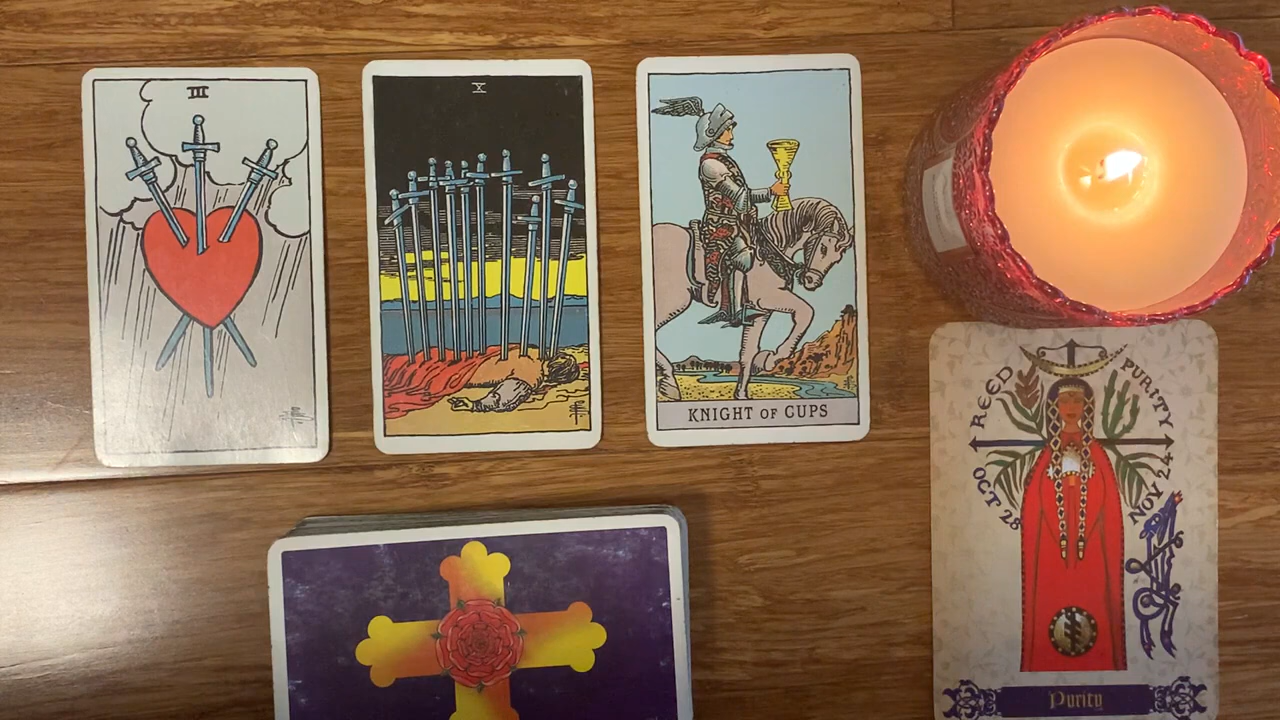 III
X
KNIGHT OF CUPS
REED
PURITY
OCT 28
NOV 24
Purity